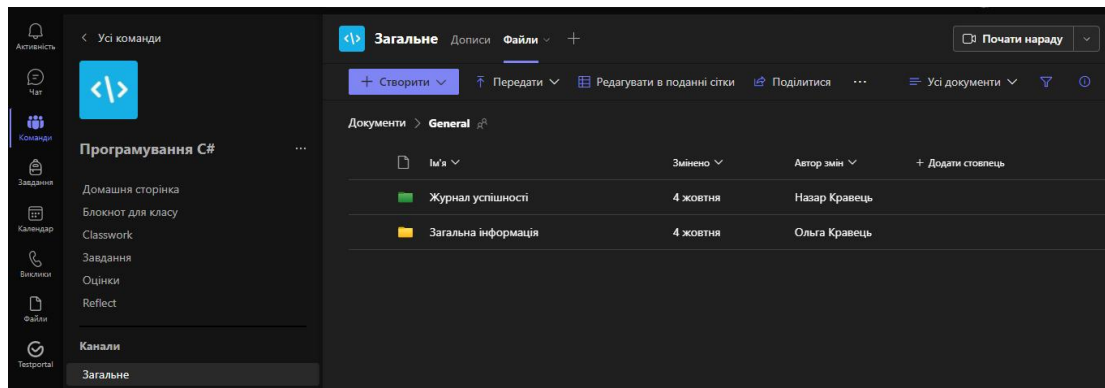 Активність
Чат
Команди
Завдання
Календар
Виклики
Файли
Testportal
Усі команди
</>
Програмування C#
Домашня сторінка
Блокнот для класу
Classwork
Завдання
Оцінки
Reflect
Канали
Загальне
</> Загальне Дописи Файли + Почати нараду
+ Створити Передати Редагувати в поданні сітки Поділитися ... Усі документи
Документи > General
Ім'я Змінено Автор змін + Додати стовпець
Журнал успішності 4 жовтня Назар Кравець
Загальна інформація 4 жовтня Ольга Кравець